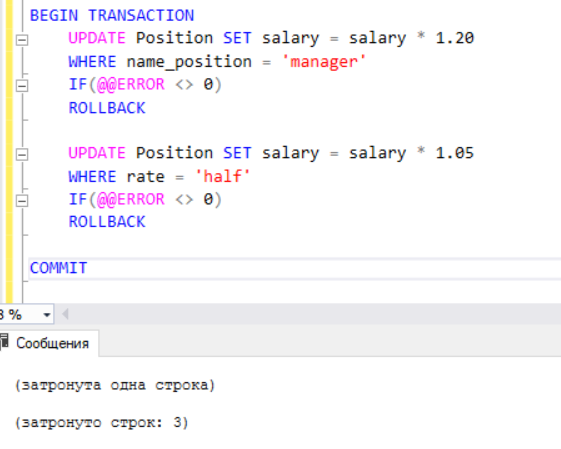 BEGIN TRANSACTION
UPDATE Position SET salary = salary * 1.20
WHERE name_position = 'manager'
IF(@@ERROR <> 0)
ROLLBACK
UPDATE Position SET salary = salary * 1.05
WHERE rate = 'half'
IF(@@ERROR <> 0)
ROLLBACK
COMMIT
%
Сообщения
(затронута одна строка)
(затронуто строк: 3)